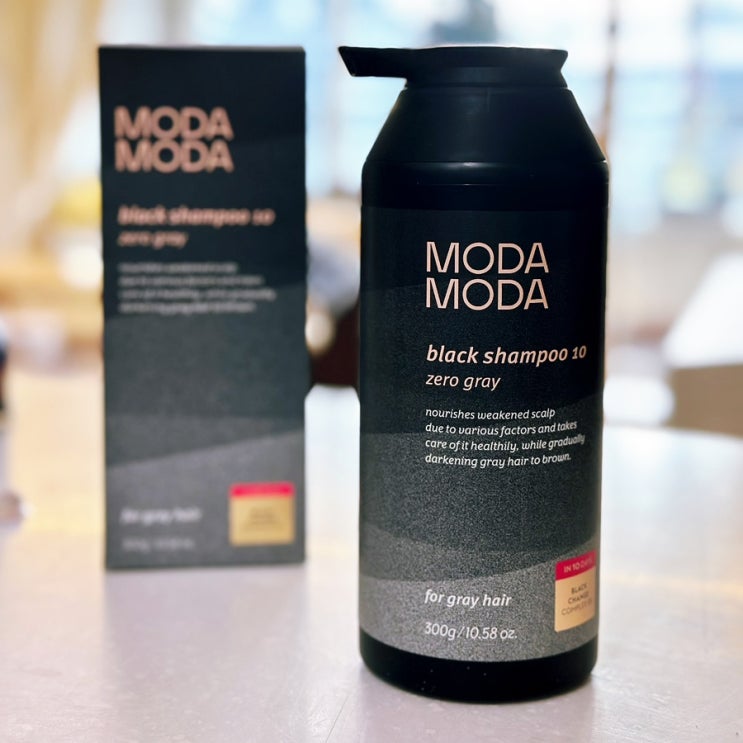 MODA
MODA
black shampoo 10
zero gray
for gray hair
MODA
MODA
black shampoo 10
zero gray
nourishes weakened scalp
due to various factors and takes
care of it healthily, while gradually
darkening gray hair to brown.
for gray hair
300g/10.58 oz.
IN 10 DAYS
BLACK
CHANGE
COMPLEX